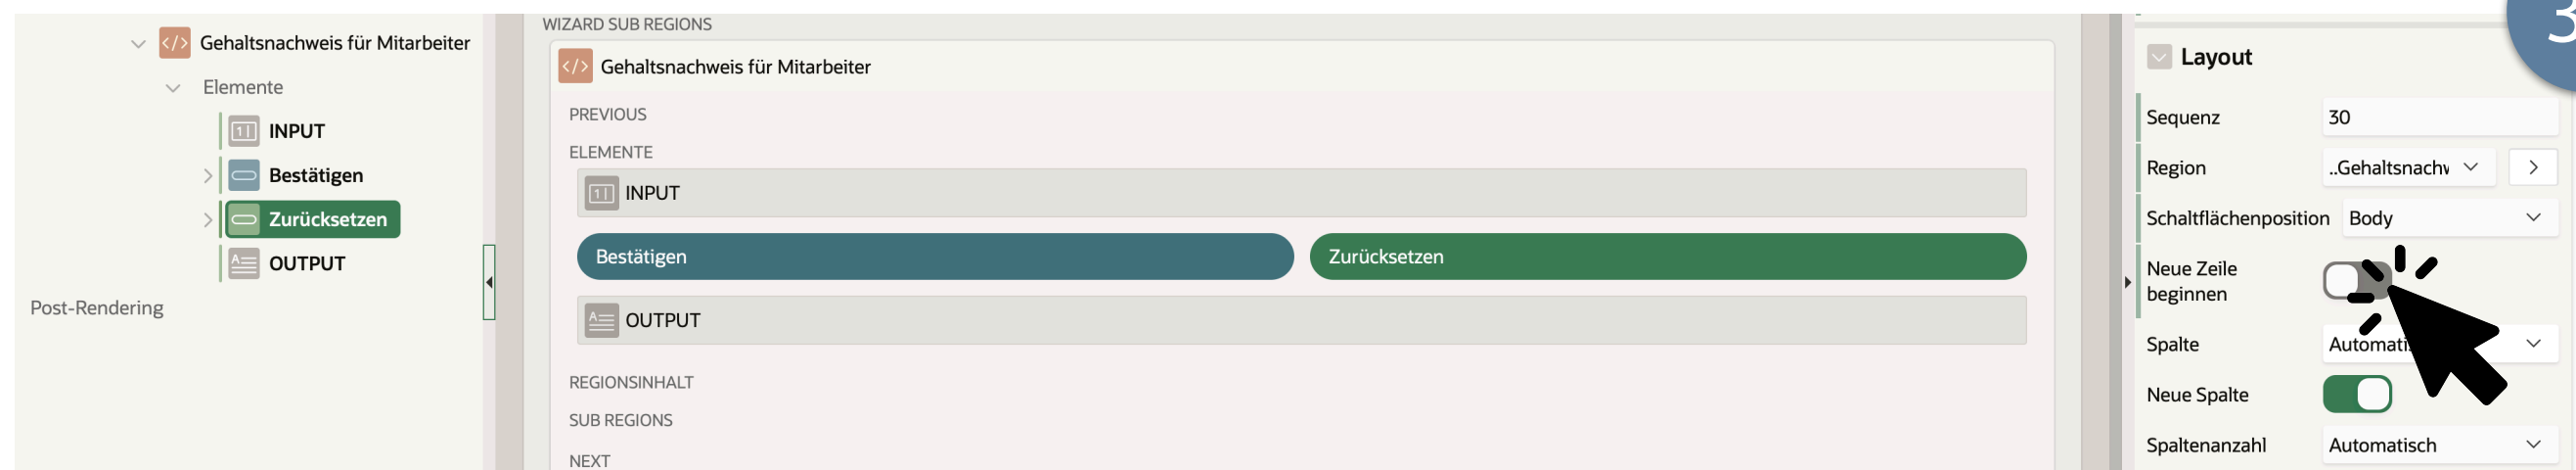 Gehaltsnachweis für Mitarbeiter
Elemente
INPUT
Bestätigen
Zurücksetzen
OUTPUT
Post-Rendering
WIZARD SUB REGIONS
Gehaltsnachweis für Mitarbeiter
PREVIOUS
ELEMENTE
INPUT
Bestätigen
Zurücksetzen
OUTPUT
REGIONSINHALT
SUB REGIONS
NEXT
3
Layout
Sequenz
30
Region
..Gehaltsnachw
Schaltflächenposition
Body
Neue Zeile
beginnen
Spalte
Neue Spalte
Spaltenanzahl
Automatisch